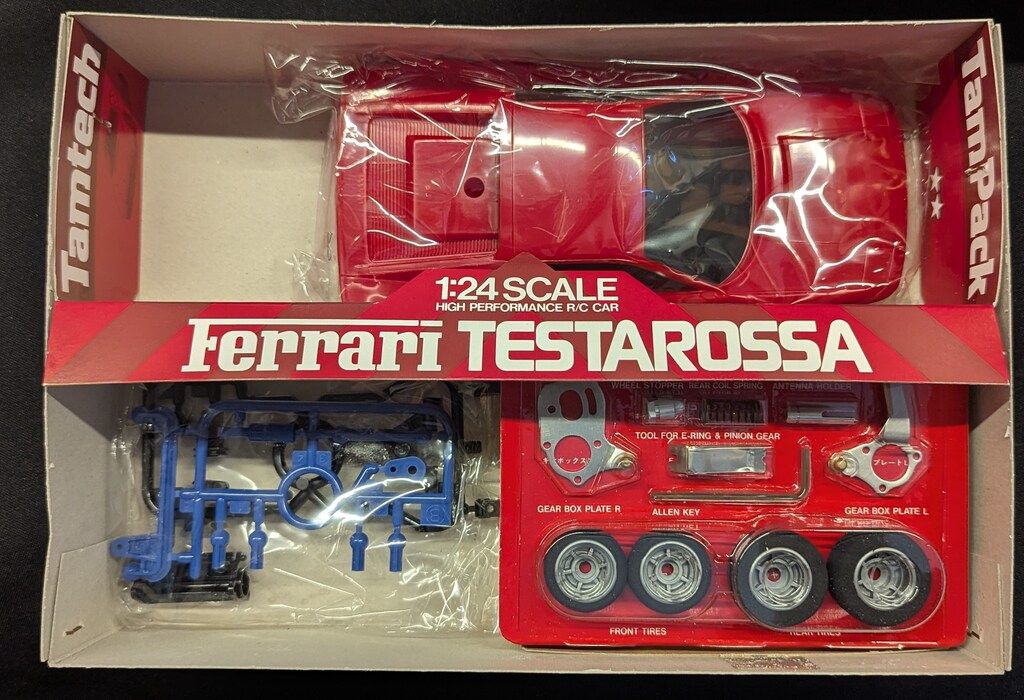 Tamtech
TamPack
1:24 SCALE
HIGH PERFORMANCE R/C CAR
Ferrari TESTAROSSA
WHEEL STOPPER REAR COIL SPRING ANTENNA HOLDER
TOOL FOR E-RING & PINION GEAR
ボックス
プレートL
GEAR BOX PLATE R
ALLEN KEY
GEAR BOX PLATE L
FRONT TIRES
REAR TIRES